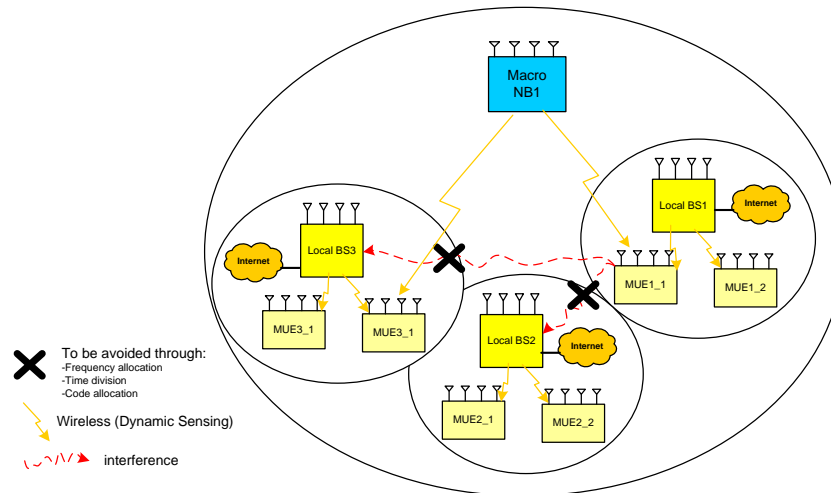 Macro
NB1
Local BS1
Internet
Local BS3
Internet
MUE1_1
MUE1_2
MUE3_1
MUE3_1
Local BS2
Internet
MUE2_1
MUE2_2
To be avoided through:
-Frequency allocation
-Time division
-Code allocation
Wireless (Dynamic Sensing)
interference